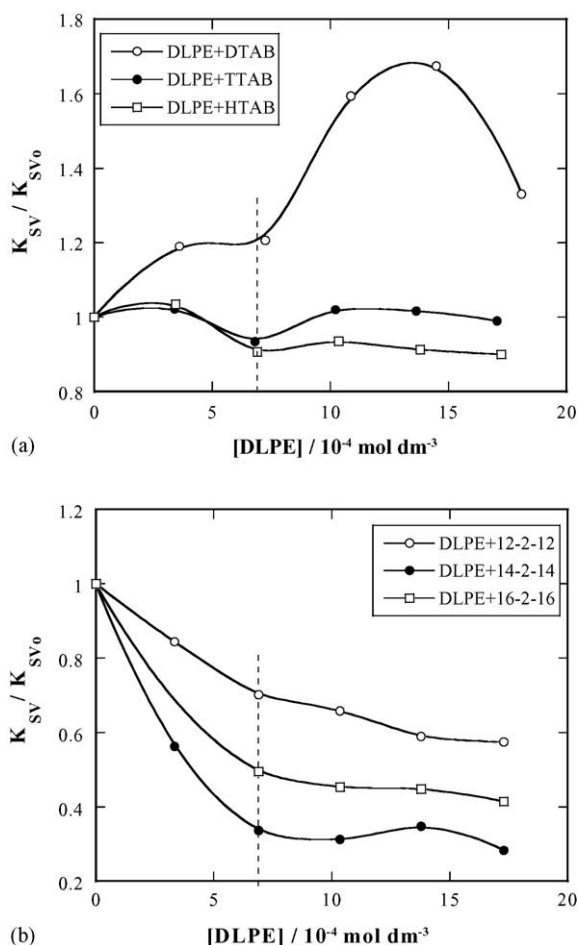 DLPE+DTAB
DLPE+TTAB
DLPE+HTAB
1.8
1.6
1.4
1.2
1
0.8
K_SV / K_SVo
0 5 10 15 20
[DLPE] / 10⁻⁴ mol dm⁻³
(a)
DLPE+12-2-12
DLPE+14-2-14
DLPE+16-2-16
1.2
1
0.8
0.6
0.4
0.2
K_SV / K_SVo
0 5 10 15 20
[DLPE] / 10⁻⁴ mol dm⁻³
(b)